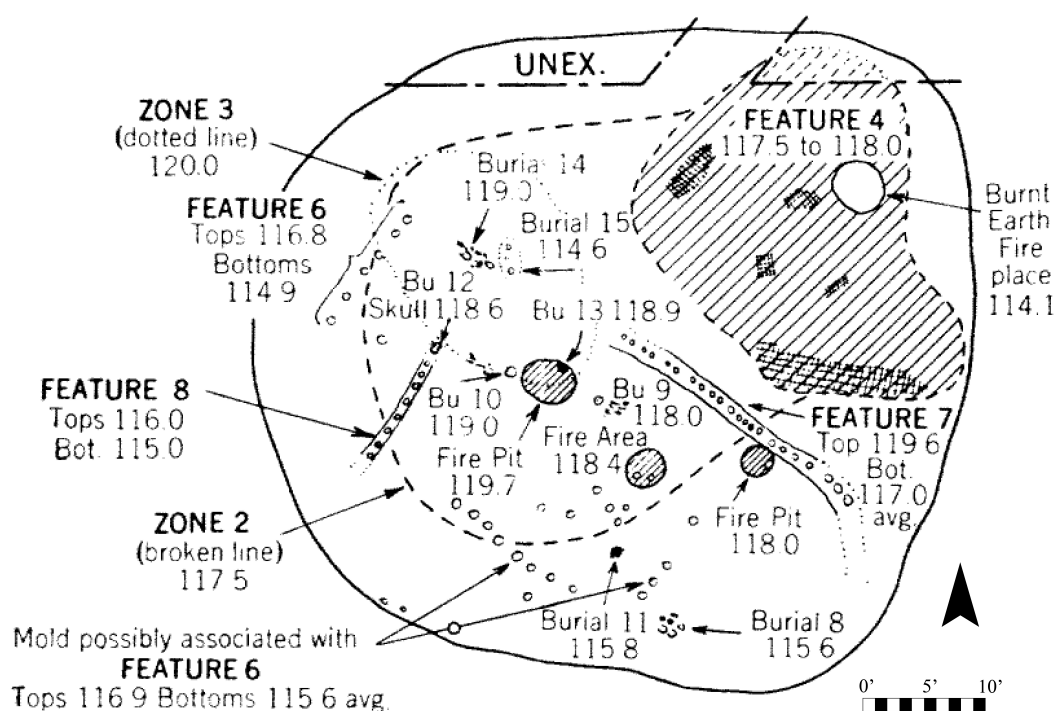 UNEX.
ZONE 3
(dotted line)
120.0
FEATURE 4
117.5 to 118.0
Burial 14
119.0
FEATURE 6
Tops 116.8
Bottoms
114.9
Burial 15
114.6
Burnt
Earth
Fire
place
114.1
Bu 12
Skull 118.6
Bu 13 118.9
FEATURE 8
Tops 116.0
Bot. 115.0
Bu 10
119.0
Fire Pit
119.7
Bu 9
118.0
Fire Area
118.4
FEATURE 7
Top 119 6
Bot.
117.0
avg.
ZONE 2
(broken line)
117 5
Fire Pit
118.0
Mold possibly associated with
FEATURE 6
Tops 116 9 Bottoms 115 6 avg.
Burial 11
115 8
Burial 8
115 6
0' 5' 10'